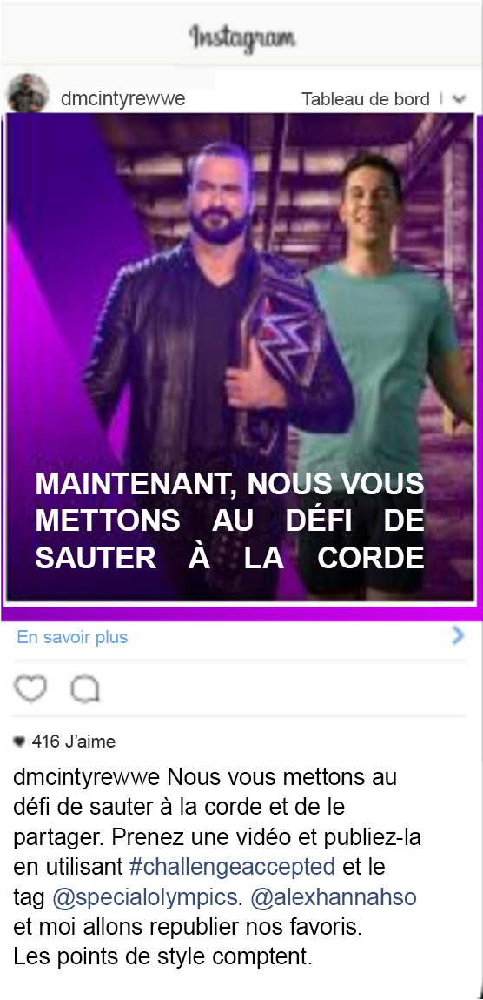 Instagram
dmcintyrewwe
Tableau de bord
MAINTENANT, NOUS VOUS
METTONS AU DÉFI DE
SAUTER À LA CORDE
En savoir plus
416 J’aime
dmcintyrewwe Nous vous mettons au
défi de sauter à la corde et de le
partager. Prenez une vidéo et publiez-la
en utilisant #challengeaccepted et le
tag @specialolympics. @alexhannahso
et moi allons republier nos favoris.
Les points de style comptent.